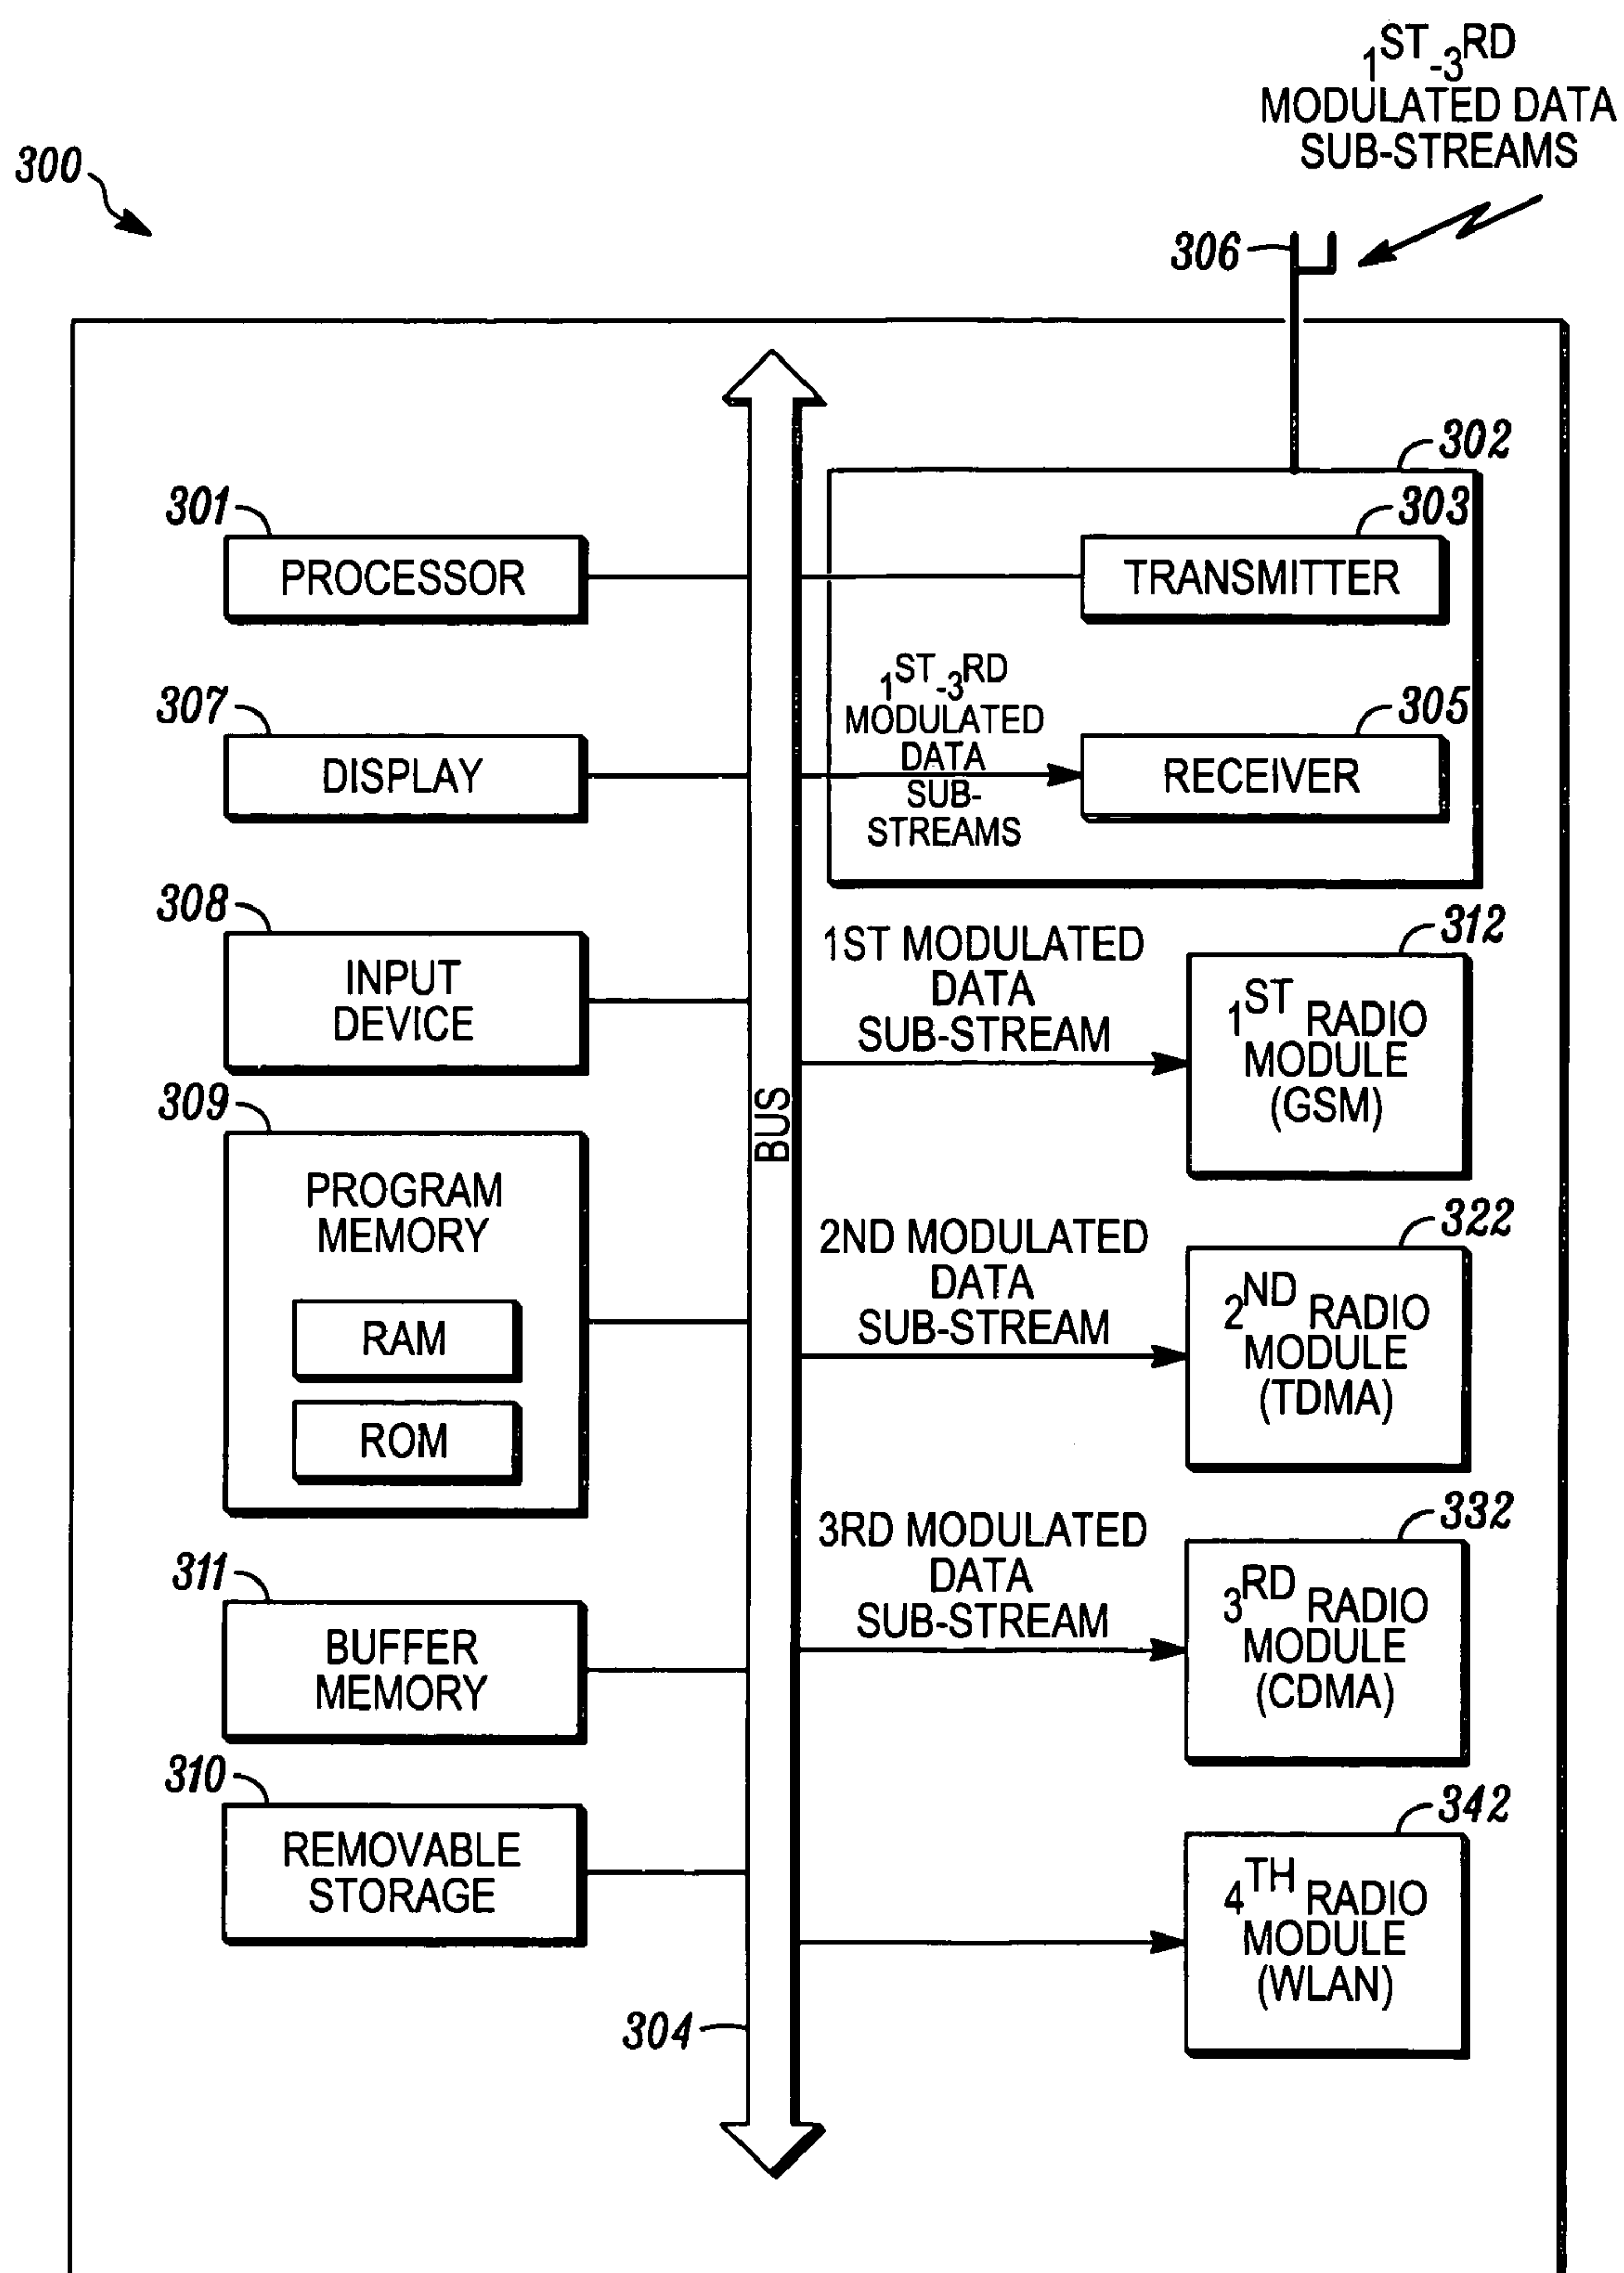 1ST-3RD
MODULATED DATA
SUB-STREAMS
300
306
302
301
303
PROCESSOR
TRANSMITTER
1ST-3RD
MODULATED
DATA
SUB-
STREAMS
307
305
DISPLAY
RECEIVER
308
INPUT
DEVICE
1ST MODULATED
DATA
SUB-STREAM
312
1ST RADIO
MODULE
(GSM)
309
PROGRAM
MEMORY
RAM
ROM
BUS
2ND MODULATED
DATA
SUB-STREAM
322
2ND RADIO
MODULE
(TDMA)
3RD MODULATED
DATA
SUB-STREAM
332
3RD RADIO
MODULE
(CDMA)
311
BUFFER
MEMORY
310
REMOVABLE
STORAGE
342
4TH RADIO
MODULE
(WLAN)
304